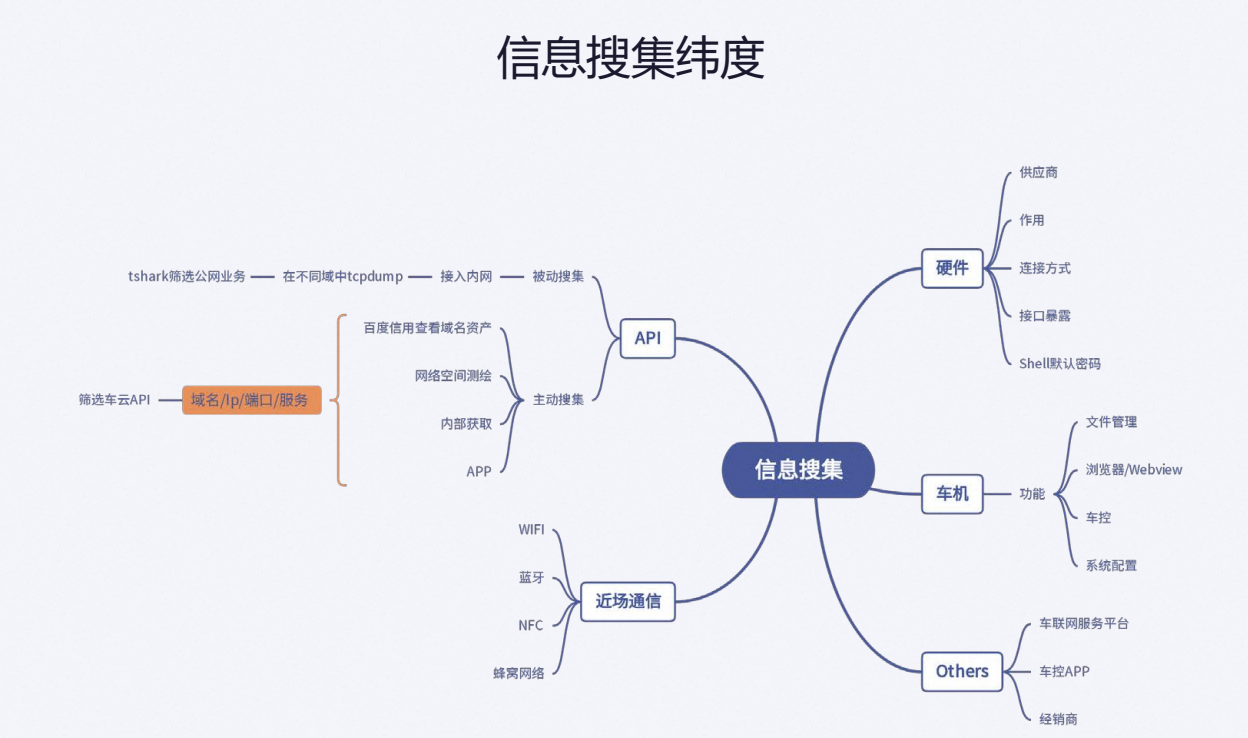 信息搜集纬度
供应商
作用
硬件
连接方式
接口暴露
Shell默认密码
tshark筛选公网业务
在不同域中tcpdump
接入内网
被动搜集
API
百度信用查看域名资产
网络空间测绘
主动搜集
内部获取
APP
域名/Ip/端口/服务
筛选车云API
信息搜集
车机
功能
文件管理
浏览器/Webview
车控
系统配置
近场通信
WIFI
蓝牙
NFC
蜂窝网络
Others
车联网服务平台
车控APP
经销商